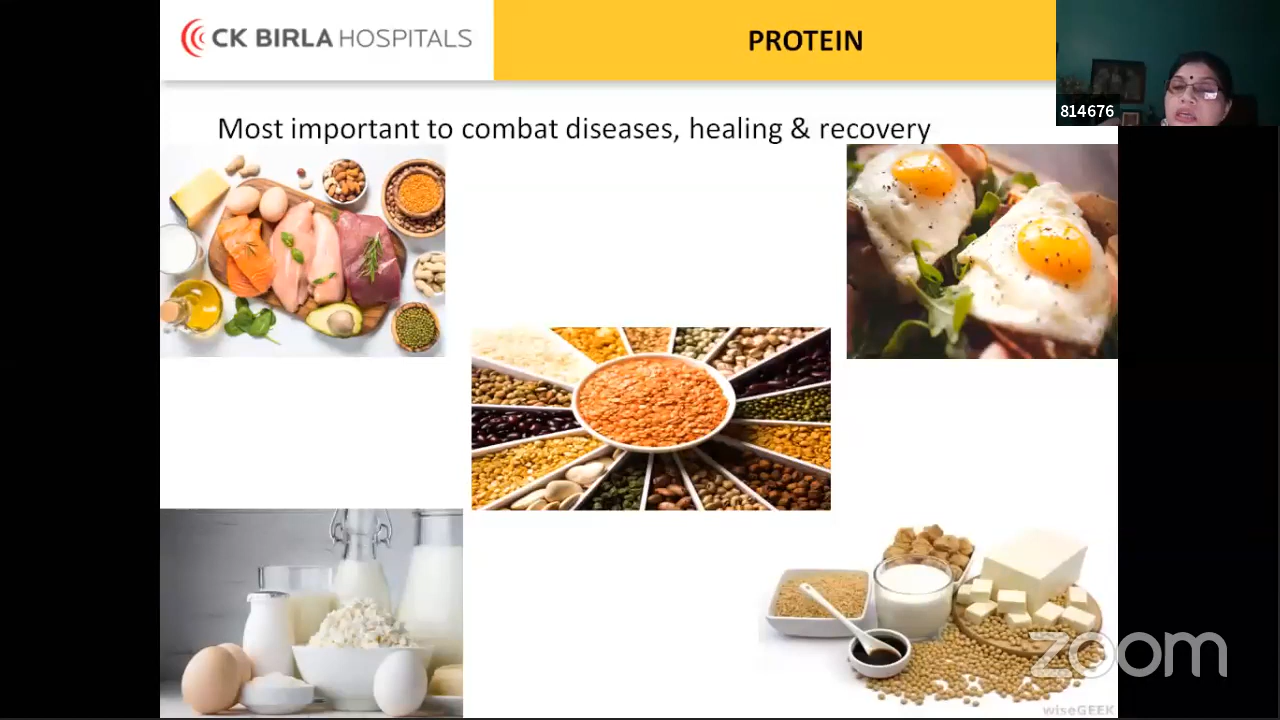 CK BIRLA HOSPITALS
PROTEIN
814676
Most important to combat diseases, healing & recovery
zoom
wiseGEEK